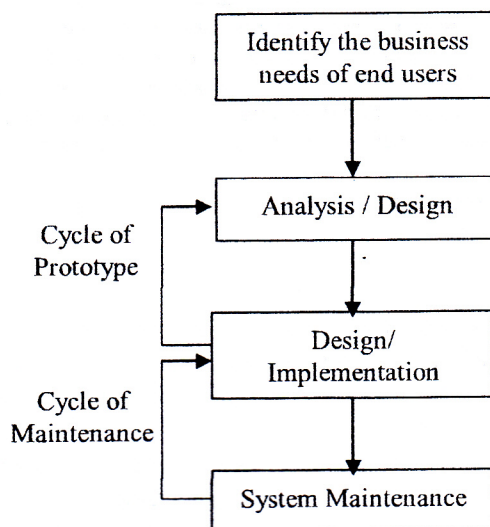 Identify the business
needs of end users
Analysis / Design
Cycle of
Prototype
Design/
Implementation
Cycle of
Maintenance
System Maintenance